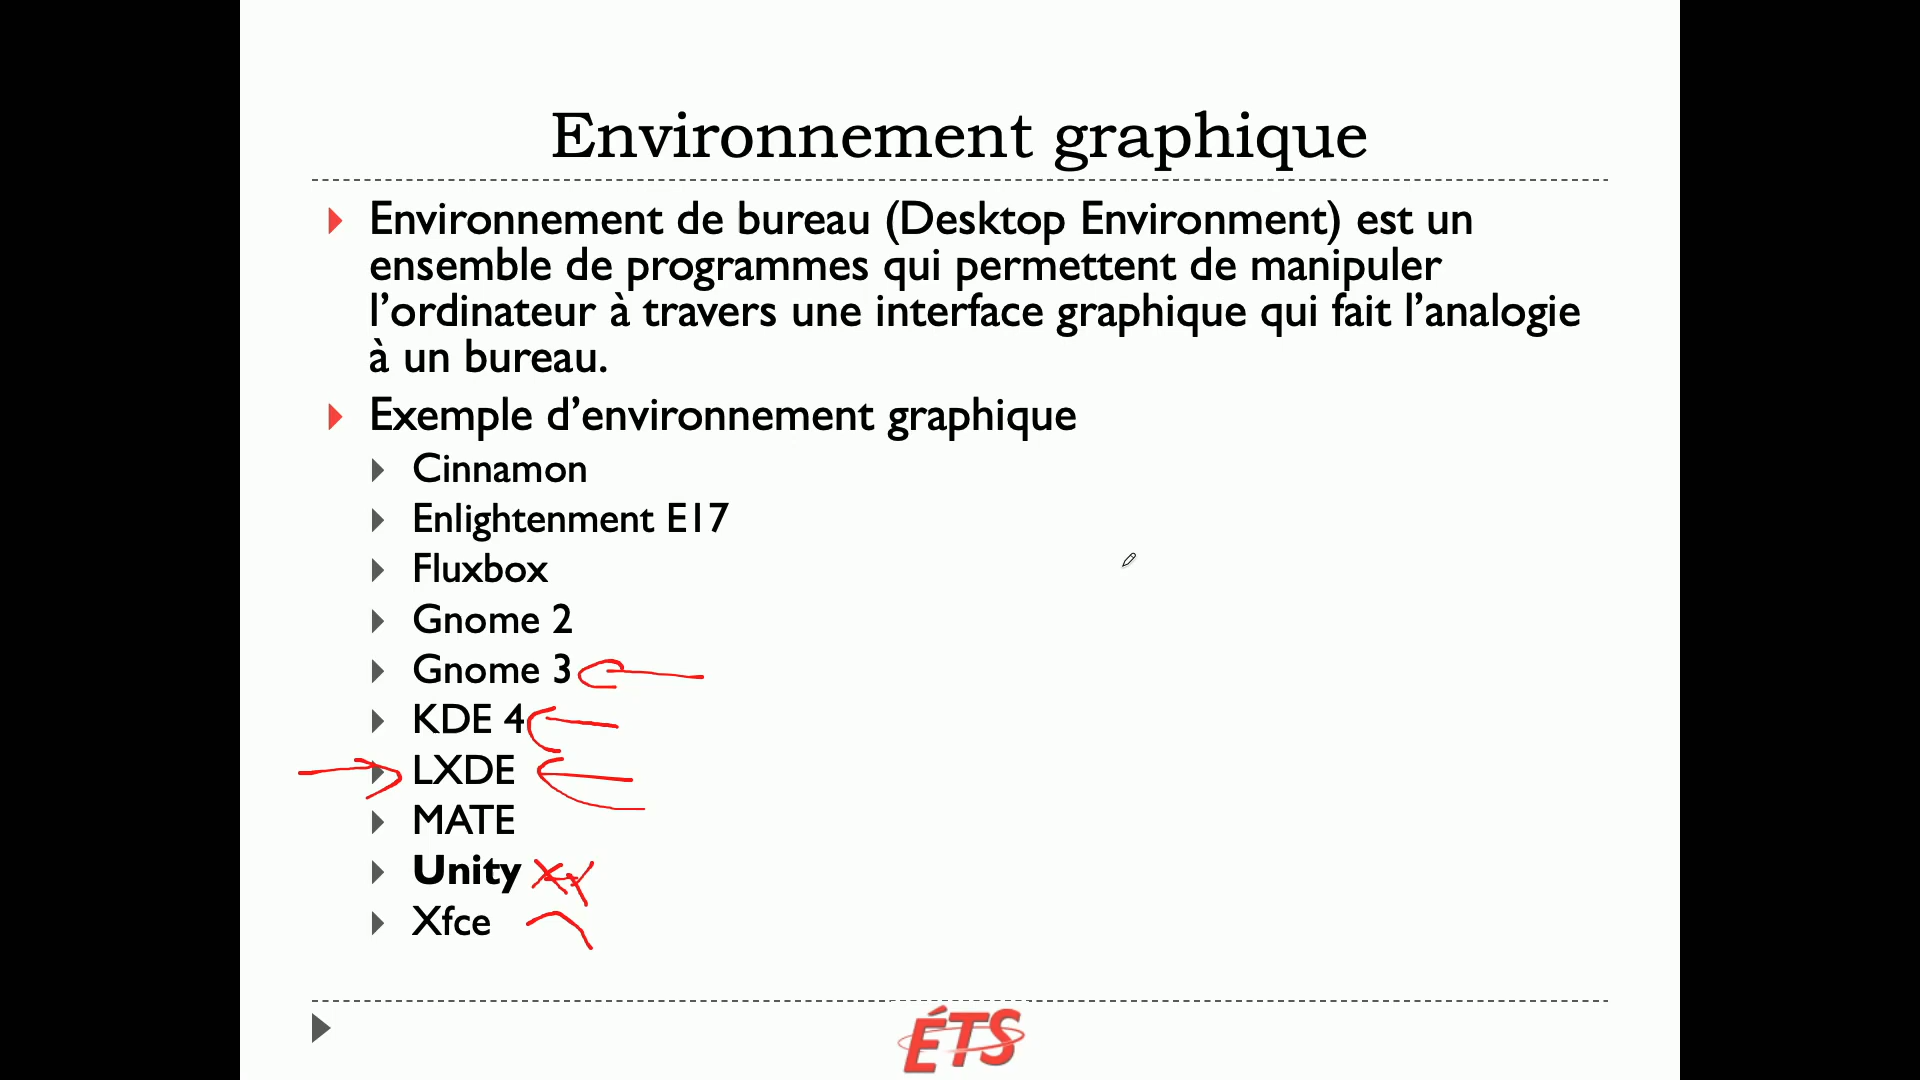 Environnement graphique
Environnement de bureau (Desktop Environment) est un
ensemble de programmes qui permettent de manipuler
l’ordinateur à travers une interface graphique qui fait l’analogie
à un bureau.
Exemple d’environnement graphique
Cinnamon
Enlightenment E17
Fluxbox
Gnome 2
Gnome 3
KDE 4
LXDE
MATE
Unity
Xfce
ÉTS